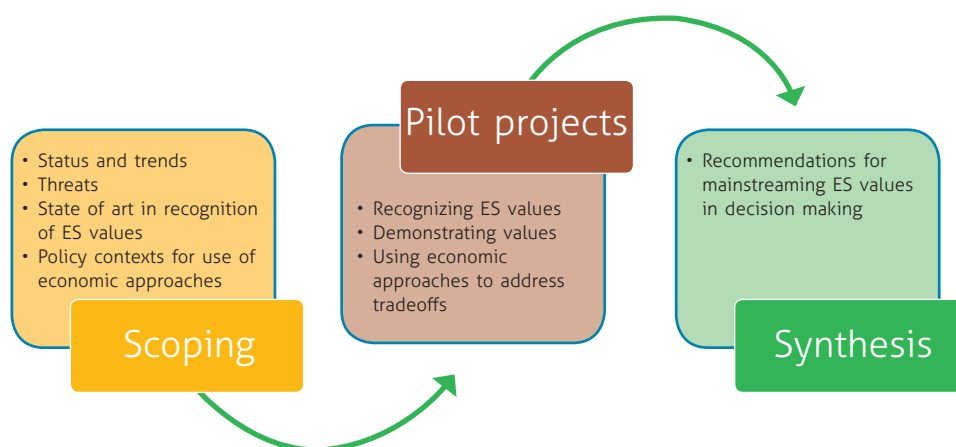 • Status and trends
• Threats
• State of art in recognition
of ES values
• Policy contexts for use of
economic approaches
Scoping
Pilot projects
• Recognizing ES values
• Demonstrating values
• Using economic
approaches to address
tradeoffs
• Recommendations for
mainstreaming ES values
in decision making
Synthesis